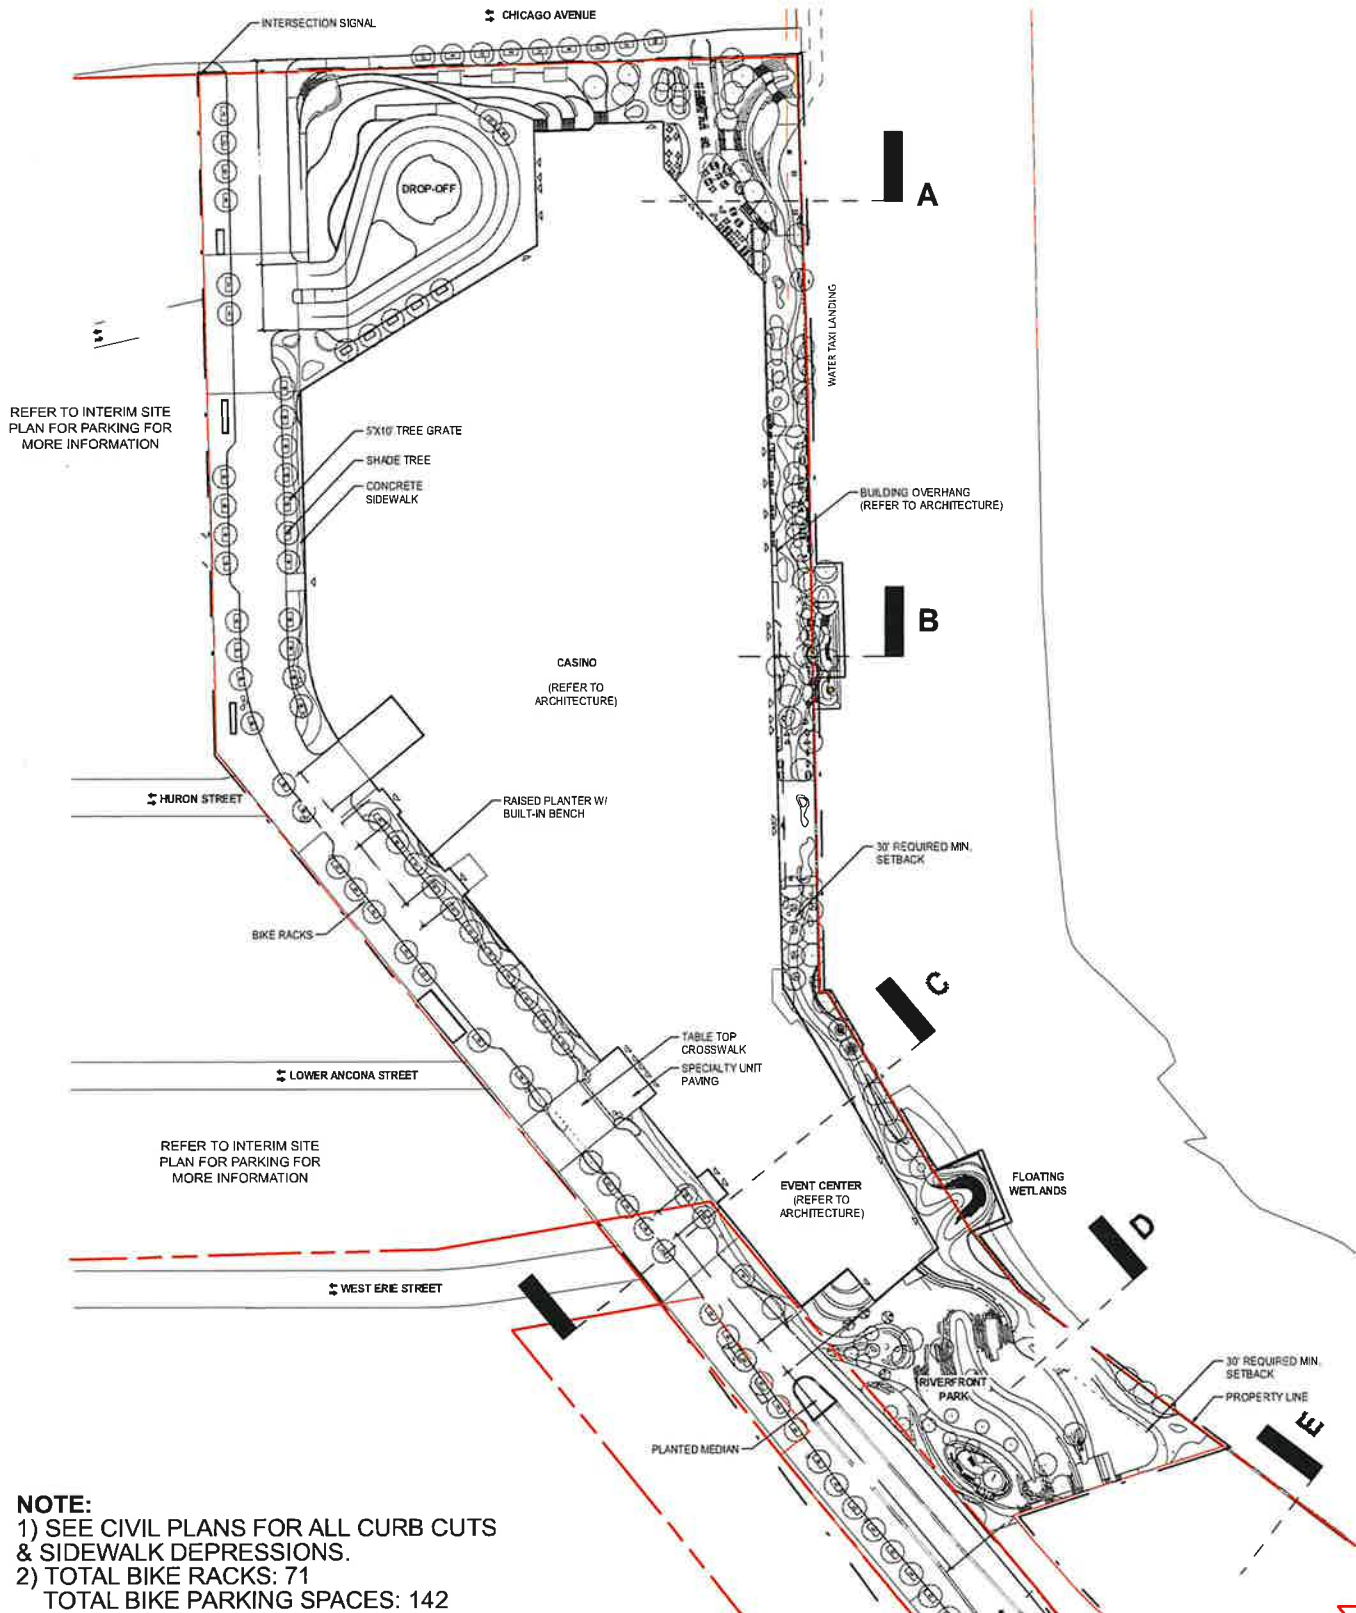 CHICAGO AVENUE
INTERSECTION SIGNAL
DROP-OFF
A
WATER TAXI LANDING
REFER TO INTERIM SITE
PLAN FOR PARKING FOR
MORE INFORMATION
5'X10' TREE GRATE
SHADE TREE
CONCRETE
SIDEWALK
BUILDING OVERHANG
(REFER TO ARCHITECTURE)
B
CASINO
(REFER TO
ARCHITECTURE)
HURON STREET
RAISED PLANTER W/
BUILT-IN BENCH
30' REQUIRED MIN.
SETBACK
BIKE RACKS
C
TABLE TOP
CROSSWALK
SPECIALTY UNIT
PAVING
LOWER ANCONA STREET
REFER TO INTERIM SITE
PLAN FOR PARKING FOR
MORE INFORMATION
EVENT CENTER
(REFER TO
ARCHITECTURE)
FLOATING
WETLANDS
D
WEST ERIE STREET
30' REQUIRED MIN.
SETBACK
PROPERTY LINE
RIVERFRONT
PARK
E
PLANTED MEDIAN
NOTE:
1) SEE CIVIL PLANS FOR ALL CURB CUTS
& SIDEWALK DEPRESSIONS.
2) TOTAL BIKE RACKS: 71
TOTAL BIKE PARKING SPACES: 142